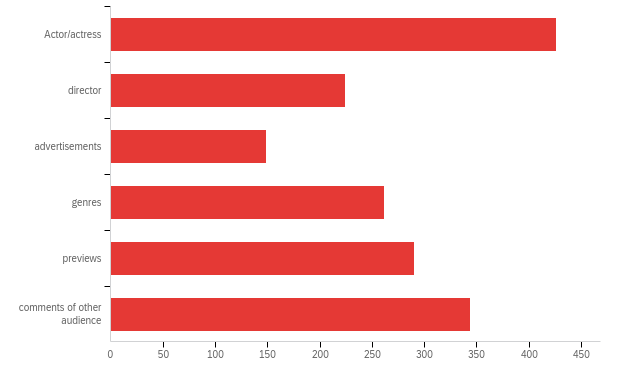 Actor/actress
director
advertisements
genres
previews
comments of other
audience
0 50 100 150 200 250 300 350 400 450